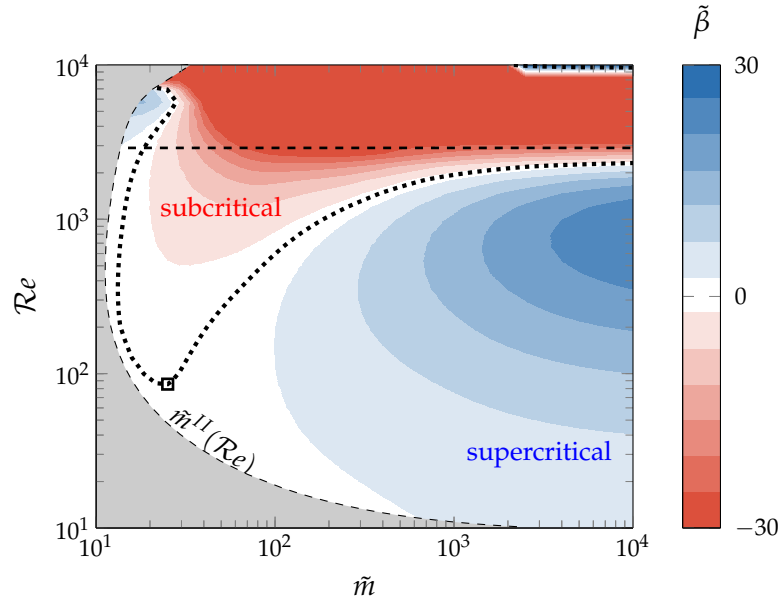 β̃
10⁴
30
10³
subcritical
ℛe
0
10²
m̃ᴵᴵ(ℛe)
supercritical
10¹
−30
10¹
10²
10³
10⁴
m̃